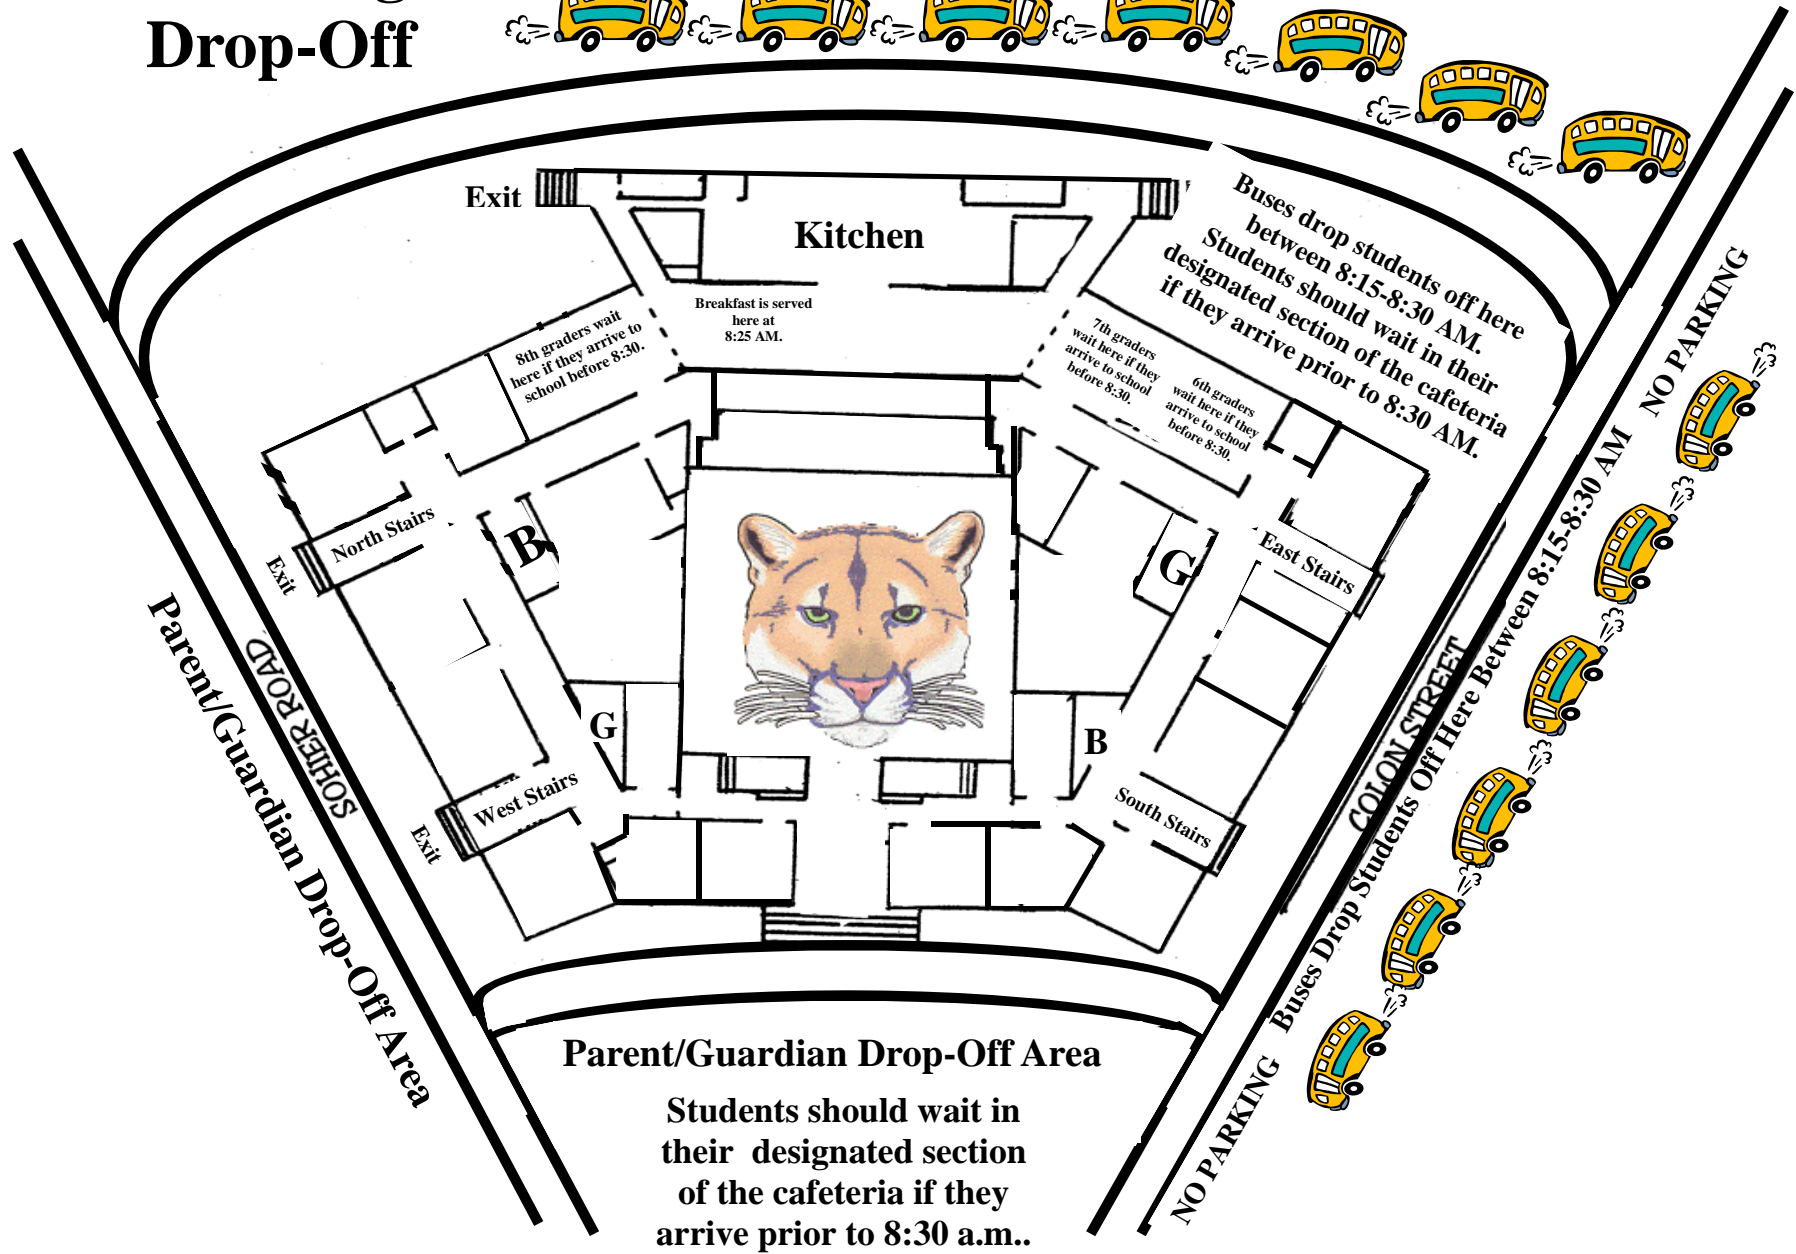 Drop-Off
Exit
Kitchen
Buses drop students off here
between 8:15-8:30 AM.
Students should wait in their
designated section of the cafeteria
if they arrive prior to 8:30 AM.
Breakfast is served
here at
8:25 AM.
8th graders wait
here if they arrive to
school before 8:30.
7th graders
wait here if they
arrive to school
before 8:30.
6th graders
wait here if they
arrive to school
before 8:30.
North Stairs
Exit
B
G
East Stairs
G
B
West Stairs
Exit
South Stairs
SOHIER ROAD
Parent/Guardian Drop-Off Area
COLON STREET
NO PARKING   Buses Drop Students Off Here Between 8:15-8:30 AM   NO PARKING
Parent/Guardian Drop-Off Area
Students should wait in
their  designated section
of the cafeteria if they
arrive prior to 8:30 a.m..